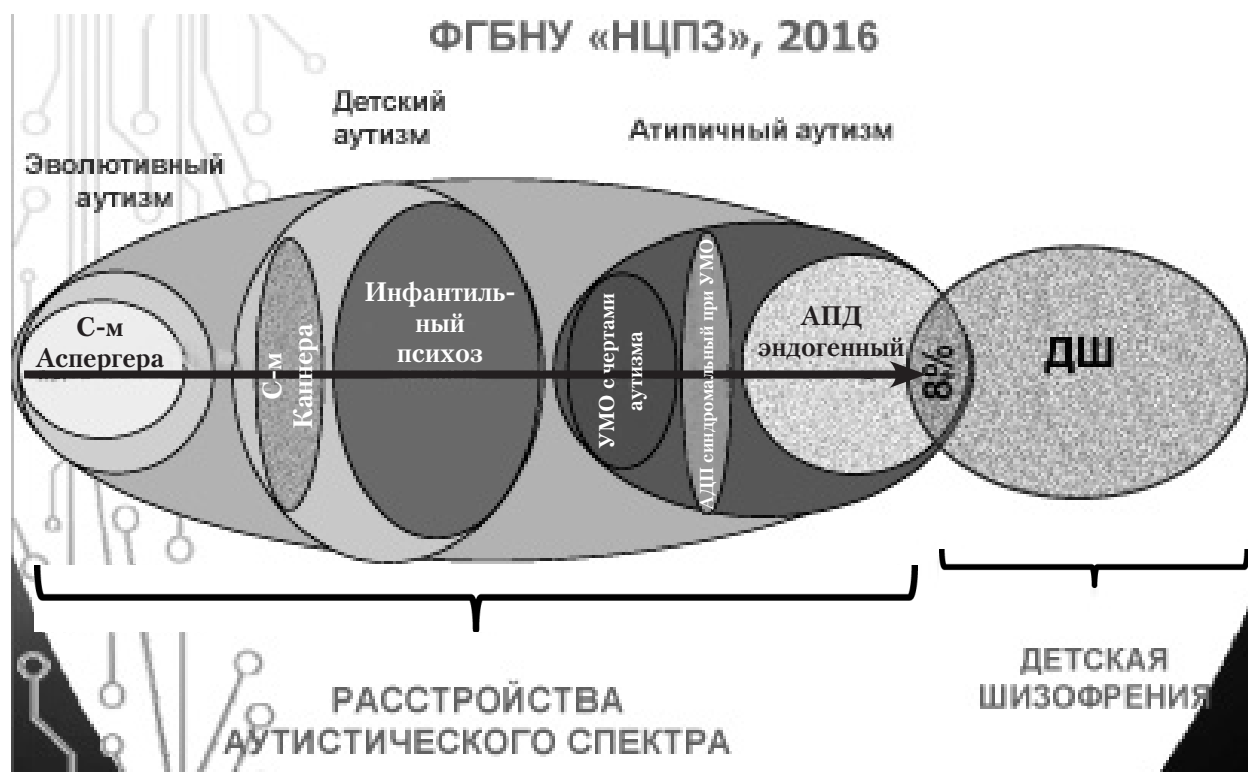 ФГБНУ «НЦПЗ», 2016
Детский
аутизм
Атипичный аутизм
Эволютивный
аутизм
С-м
Аспергера
С-м
Каннера
Инфантиль-
ный
психоз
УМО с чертами
аутизма
АДП синдромальный при УМО
АПД
эндогенный
8%
ДШ
РАССТРОЙСТВА
АУТИСТИЧЕСКОГО СПЕКТРА
ДЕТСКАЯ
ШИЗОФРЕНИЯ